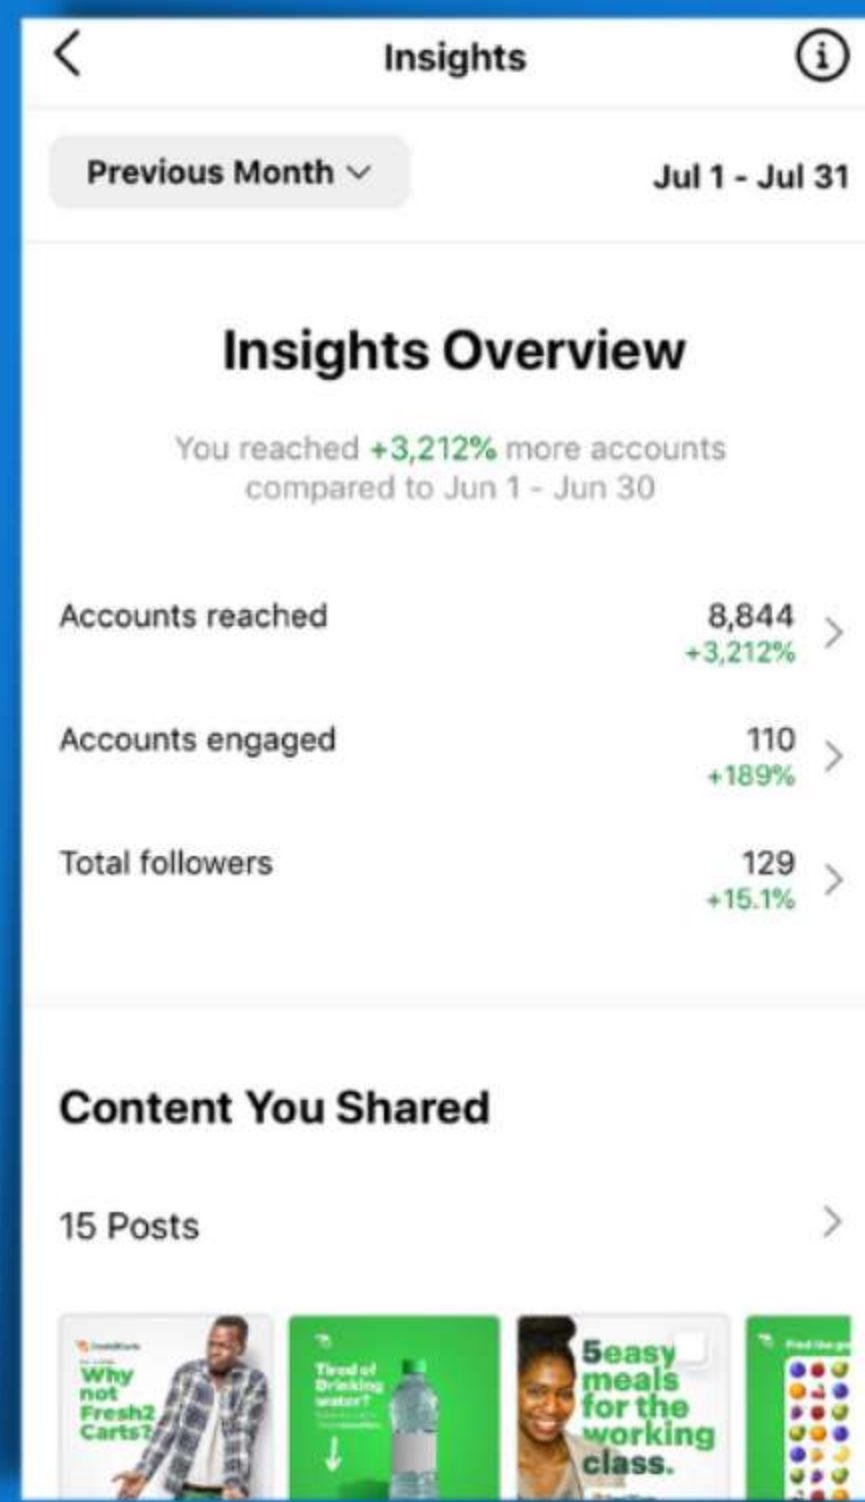 Insights
Previous Month
Jul 1 - Jul 31
Insights Overview
You reached +3,212% more accounts
compared to Jun 1 - Jun 30
Accounts reached
8,844
+3,212%
Accounts engaged
110
+189%
Total followers
129
+15.1%
Content You Shared
15 Posts
Why
not
Fresh2
Carts?
Tired of
Drinking
water?
5easy
meals
for the
working
class.
Find the